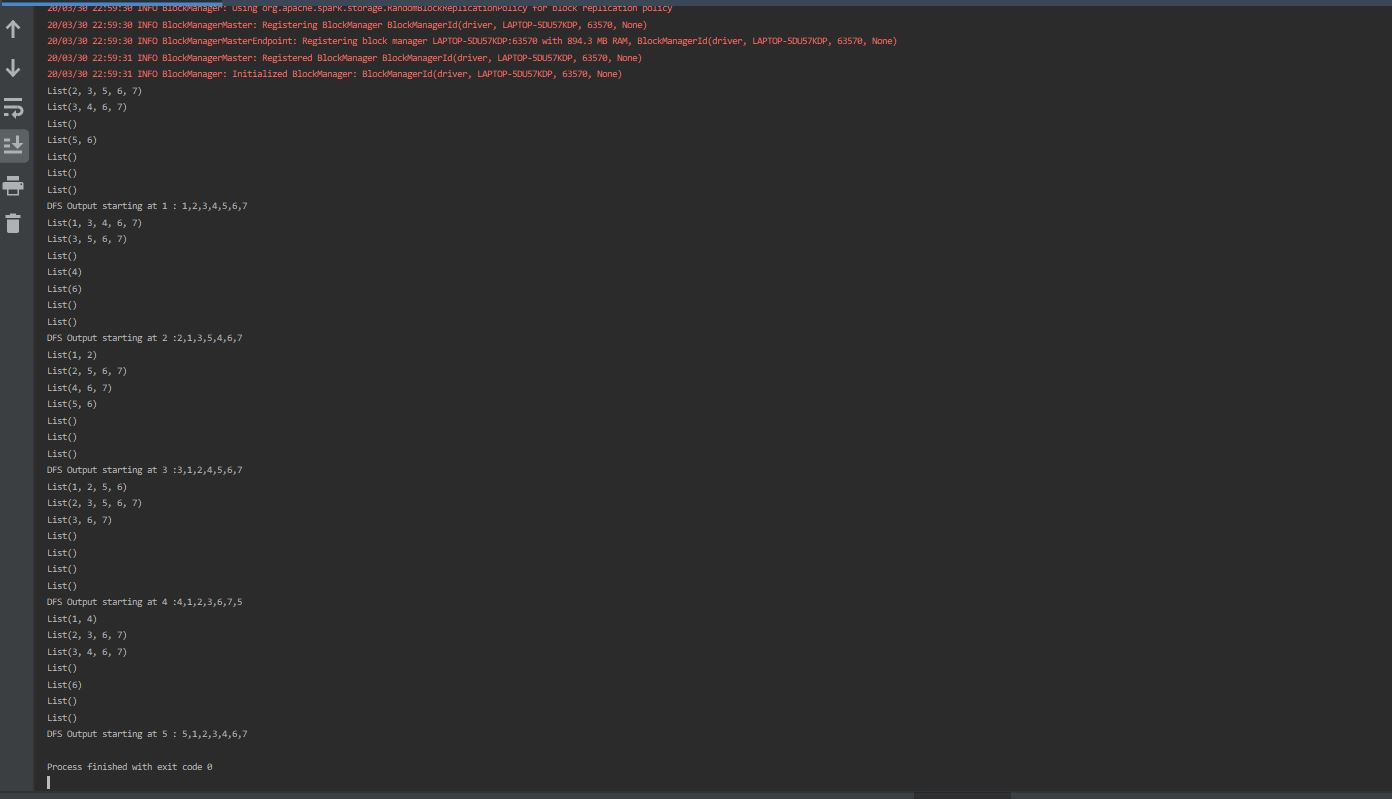 20/03/30 22:59:30 INFO BlockManager: Using org.apache.spark.storage.RandomBlockReplicationPolicy for block replication policy
20/03/30 22:59:30 INFO BlockManagerMaster: Registering BlockManager BlockManagerId(driver, LAPTOP-5DU57KDP, 63570, None)
20/03/30 22:59:30 INFO BlockManagerMasterEndpoint: Registering block manager LAPTOP-5DU57KDP:63570 with 894.3 MB RAM, BlockManagerId(driver, LAPTOP-5DU57KDP, 63570, None)
20/03/30 22:59:31 INFO BlockManagerMaster: Registered BlockManager BlockManagerId(driver, LAPTOP-5DU57KDP, 63570, None)
20/03/30 22:59:31 INFO BlockManager: Initialized BlockManager: BlockManagerId(driver, LAPTOP-5DU57KDP, 63570, None)
List(2, 3, 5, 6, 7)
List(3, 4, 6, 7)
List()
List(5, 6)
List()
List()
List()
DFS Output starting at 1 : 1,2,3,4,5,6,7
List(1, 3, 4, 6, 7)
List(3, 5, 6, 7)
List()
List(4)
List(6)
List()
List()
DFS Output starting at 2 :2,1,3,5,4,6,7
List(1, 2)
List(2, 5, 6, 7)
List(4, 6, 7)
List(5, 6)
List()
List()
List()
DFS Output starting at 3 :3,1,2,4,5,6,7
List(1, 2, 5, 6)
List(2, 3, 5, 6, 7)
List(3, 6, 7)
List()
List()
List()
List()
DFS Output starting at 4 :4,1,2,3,6,7,5
List(1, 4)
List(2, 3, 6, 7)
List(3, 4, 6, 7)
List()
List(6)
List()
List()
DFS Output starting at 5 : 5,1,2,3,4,6,7
Process finished with exit code 0